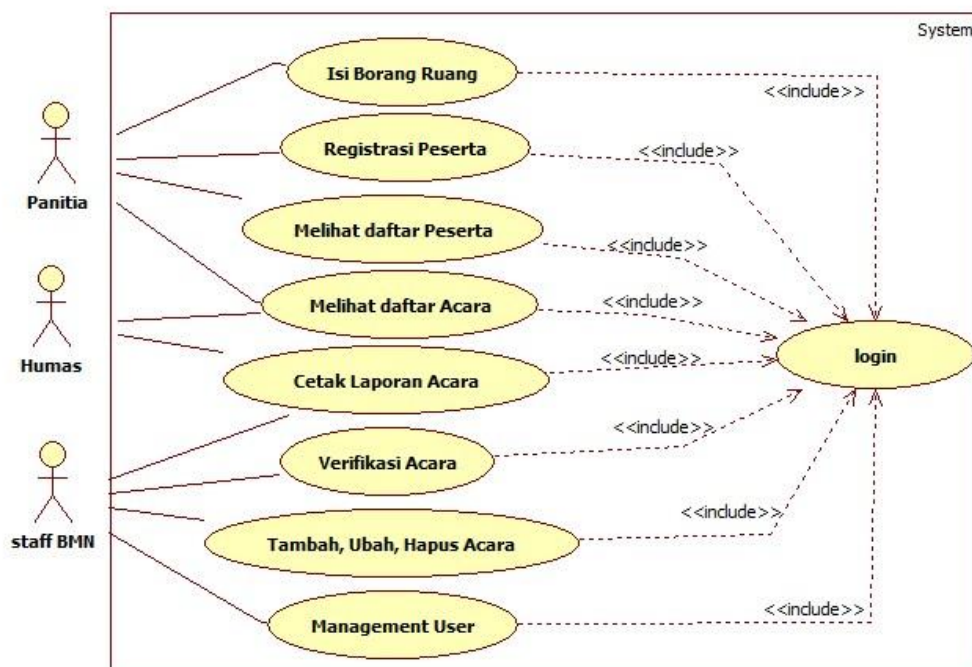 System
Isi Borang Ruang
<<include>>
Registrasi Peserta
<<include>>
Panitia
Melihat daftar Peserta
<<include>>
Melihat daftar Acara
<<include>>
Humas
Cetak Laporan Acara
<<include>>
login
Verifikasi Acara
<<include>>
staff BMN
Tambah, Ubah, Hapus Acara
<<include>>
Management User
<<include>>